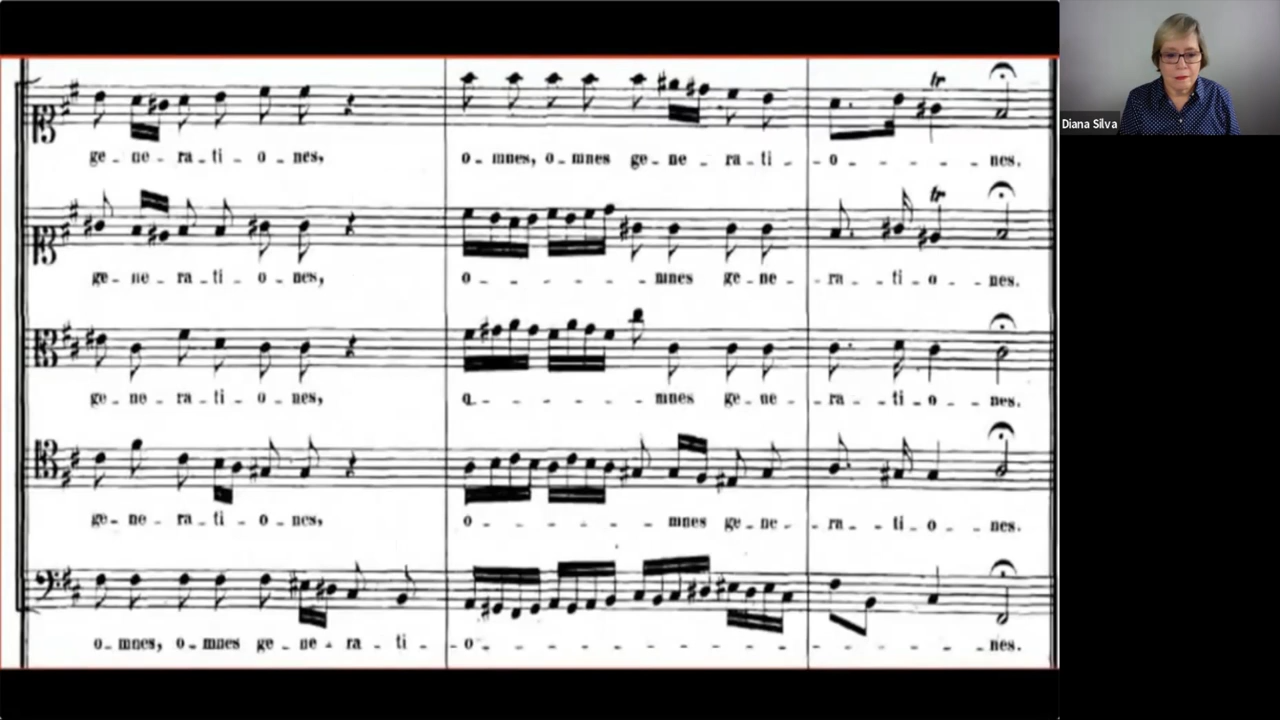 Diana Silva
ge - ne - ra - ti - o - nes, o - mnes, o - mnes ge - ne - ra - ti - o - - - - nes.
ge - ne - ra - ti - o - nes, o - - - - - mnes ge - ne - - ra - - ti - o - - nes.
ge - ne - ra - ti - o - nes, o - - - - - mnes ge - ne - - ra - - ti - o - - nes.
ge - ne - ra - ti - o - nes, o - - - - - mnes ge - ne - - ra - - ti - o - - nes.
o - mnes, o - mnes ge - ne - ra - ti - - o - - - - - - - - - - - - nes.